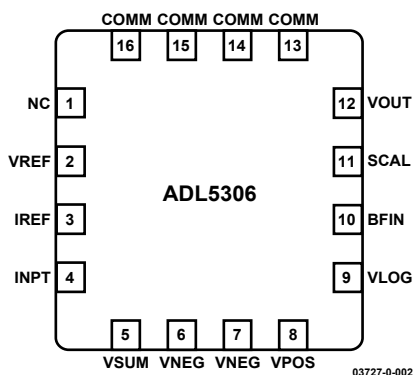 COMM COMM COMM COMM
16 15 14 13
NC 1
12 VOUT
VREF 2
11 SCAL
ADL5306
IREF 3
10 BFIN
INPT 4
9 VLOG
5 6 7 8
VSUM VNEG VNEG VPOS
03727-0-002